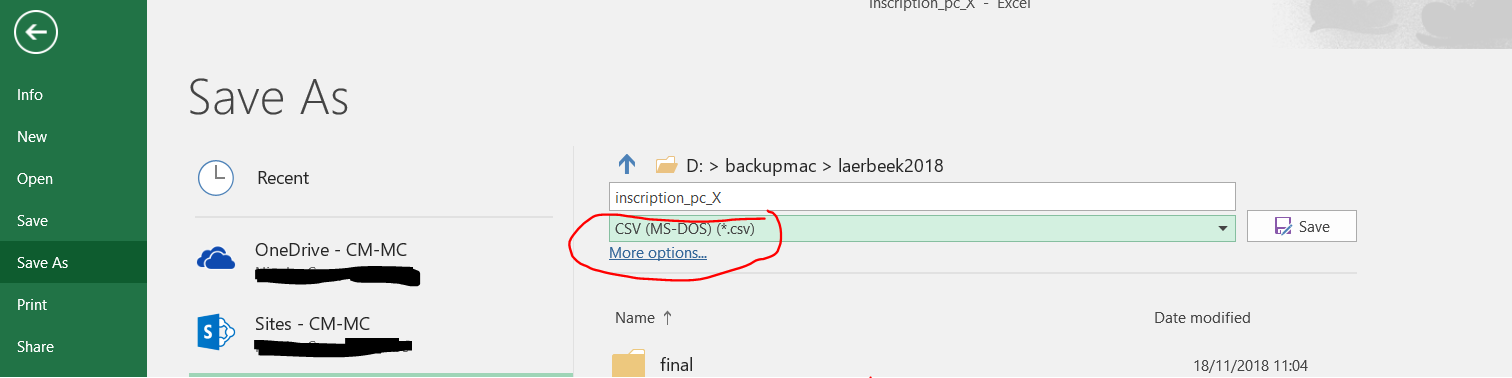 inscription_pc_X - Excel
Info
New
Open
Save
Save As
Print
Share
Save As
Recent
OneDrive - CM-MC
Sites - CM-MC
D: > backupmac > laerbeek2018
inscription_pc_X
CSV (MS-DOS) (*.csv)
Save
More options...
Name
Date modified
final
18/11/2018 11:04